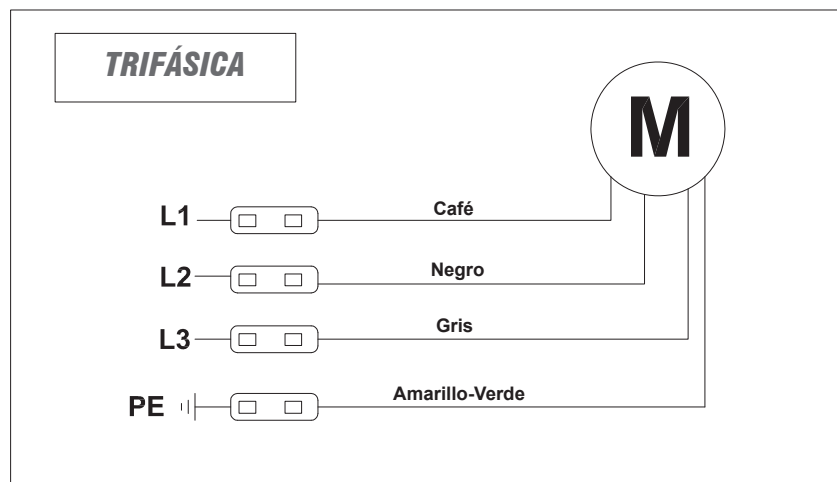 TRIFÁSICA
M
L1
Café
L2
Negro
L3
Gris
PE
Amarillo-Verde